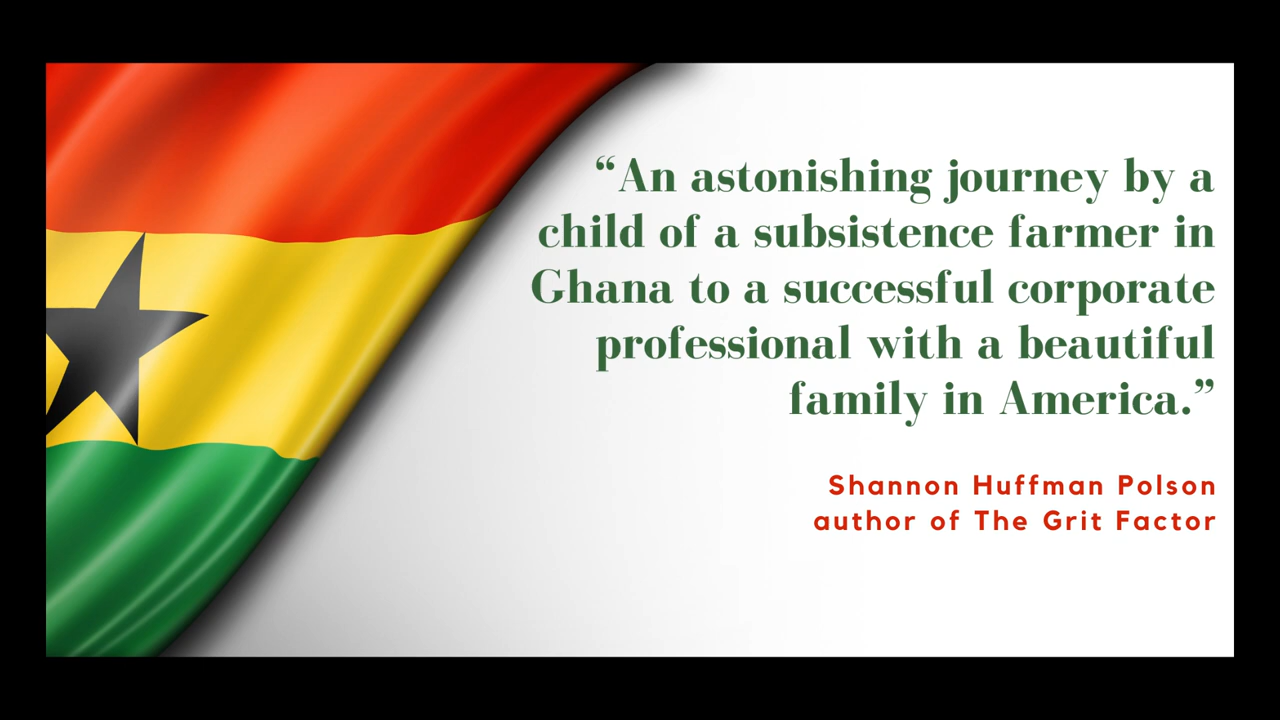 “An astonishing journey by a
child of a subsistence farmer in
Ghana to a successful corporate
professional with a beautiful
family in America.”
Shannon Huffman Polson
author of The Grit Factor